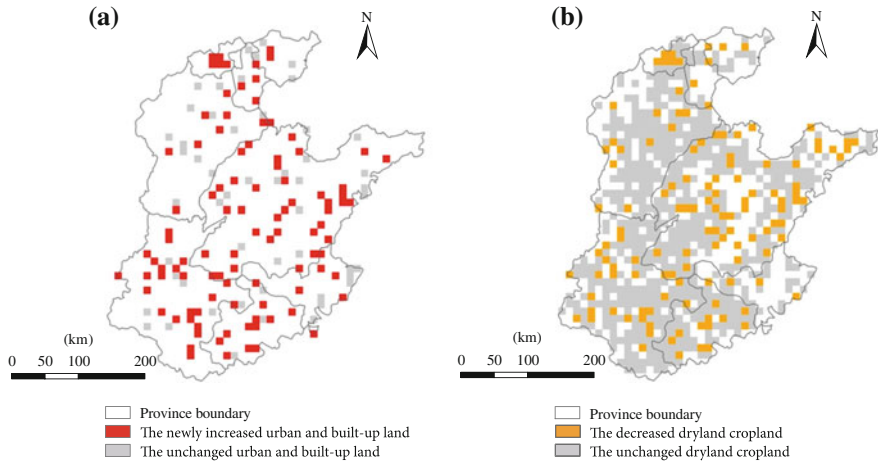 (a)
N
(km)
0 50 100 200
Province boundary
The newly increased urban and built-up land
The unchanged urban and built-up land
(b)
N
(km)
0 50 100 200
Province boundary
The decreased dryland cropland
The unchanged dryland cropland